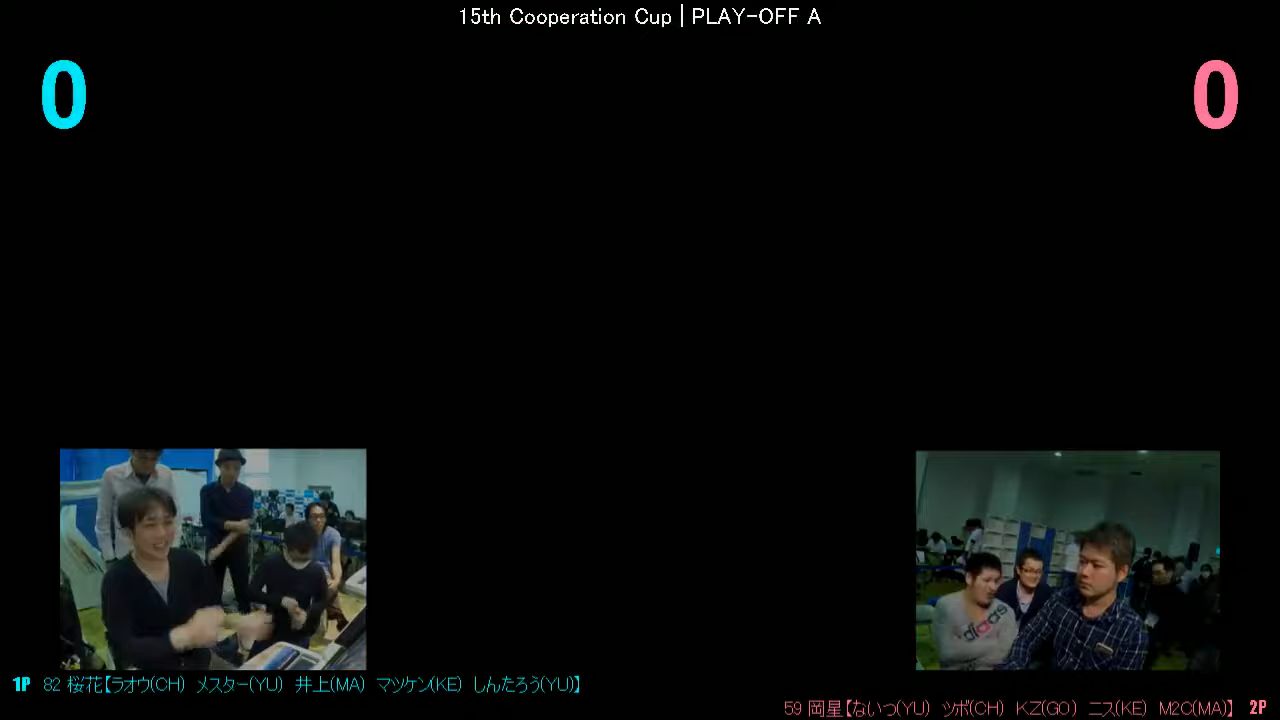 15th Cooperation Cup | PLAY-OFF A
0
0
adidas
1P 82 桜花【ラオウ(CH) メスター(YU) 井上(MA) マツケン(KE) しんたろう(YU)】
59 岡星【ないつ(YU) ツボ(CH) KZ(GO) ニス(KE) M2C(MA)】 2P